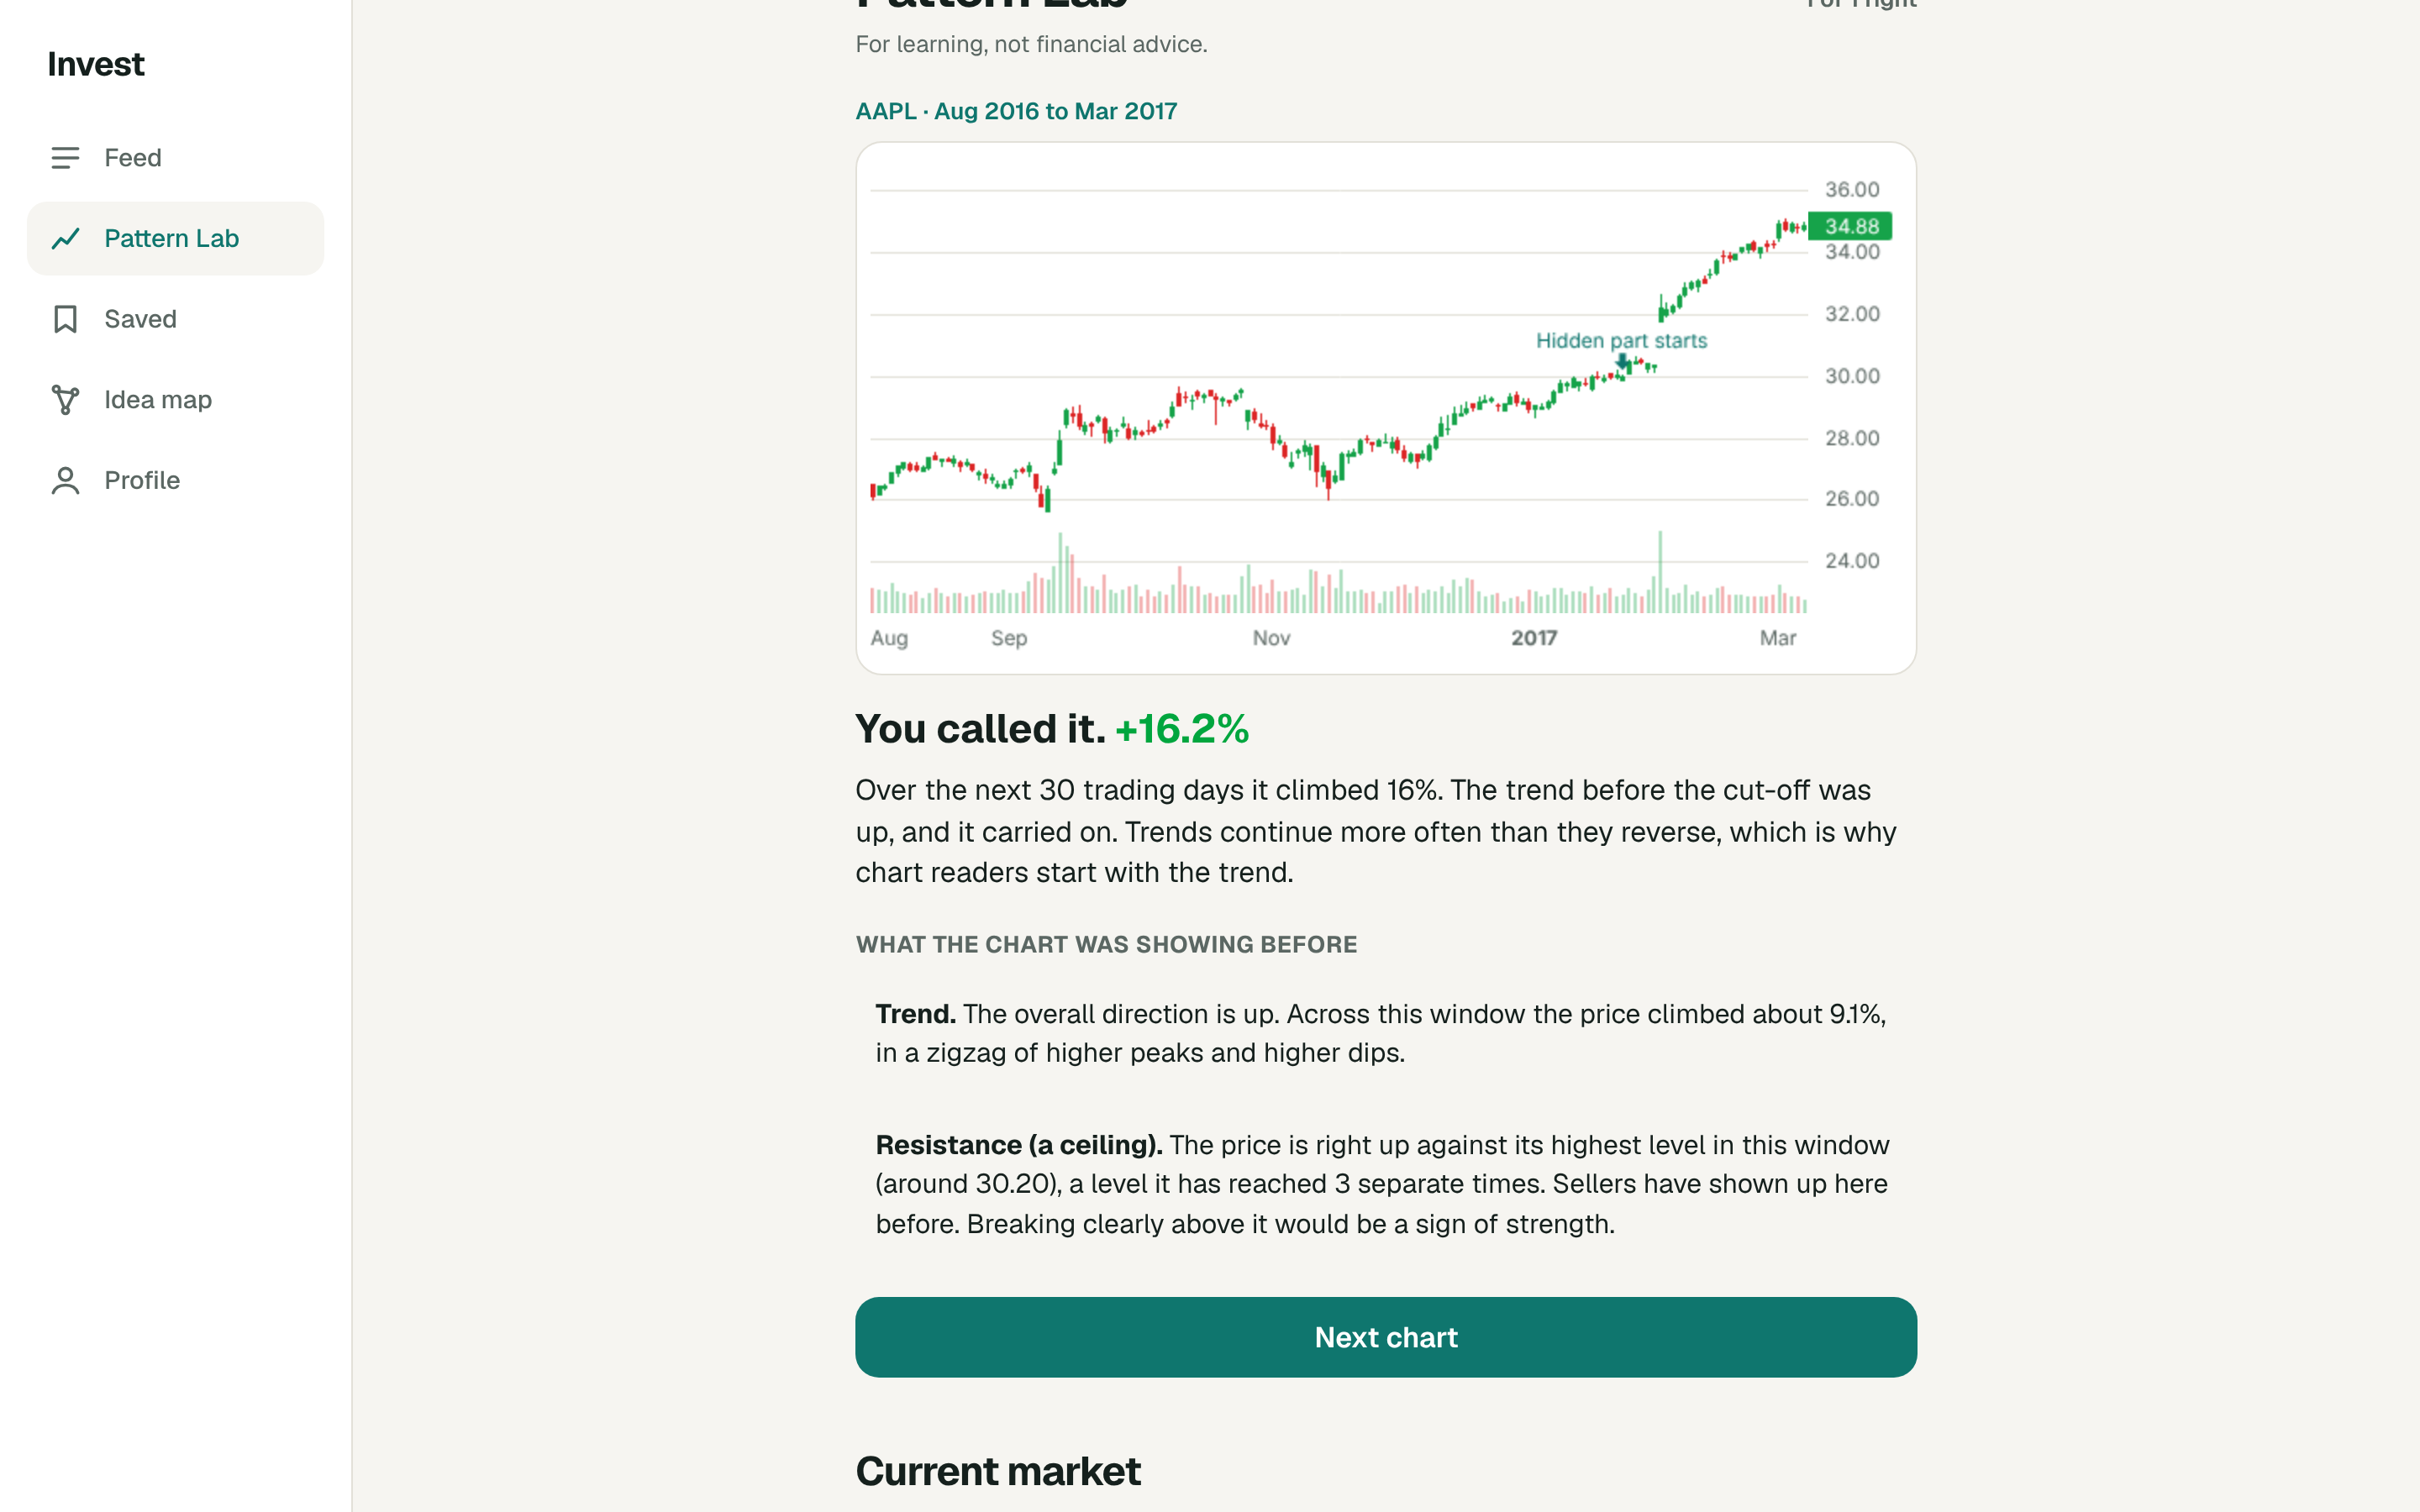 Invest
Feed
Pattern Lab
Saved
Idea map
Profile
Pattern Lab
For learning, not financial advice.
AAPL · Aug 2016 to Mar 2017
36.00
34.88
34.00
32.00
Hidden part starts
30.00
28.00
26.00
24.00
Aug Sep Nov 2017 Mar
You called it. +16.2%
Over the next 30 trading days it climbed 16%. The trend before the cut-off was
up, and it carried on. Trends continue more often than they reverse, which is why
chart readers start with the trend.
WHAT THE CHART WAS SHOWING BEFORE
Trend. The overall direction is up. Across this window the price climbed about 9.1%,
in a zigzag of higher peaks and higher dips.
Resistance (a ceiling). The price is right up against its highest level in this window
(around 30.20), a level it has reached 3 separate times. Sellers have shown up here
before. Breaking clearly above it would be a sign of strength.
Next chart
Current market